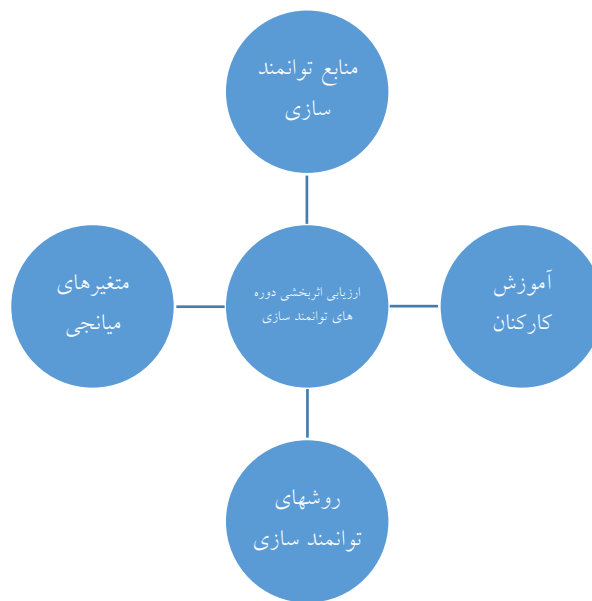 منابع توانمند
سازی
آموزش
کارکنان
ارزیابی اثربخشی دوره
های توانمند سازی
متغیرهای
میانجی
روشهای
توانمند سازی